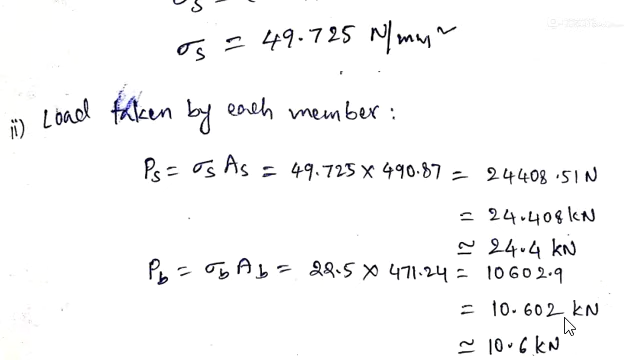 σs = 49.725 N/mm²
ii) Load taken by each member :
Ps = σs As = 49.725 × 490.87 = 24408.51 N
= 24.408 kN
≃ 24.4 kN
Pb = σb Ab = 22.5 × 471.24 = 10602.9
= 10.602 kN
≃ 10.6 kN